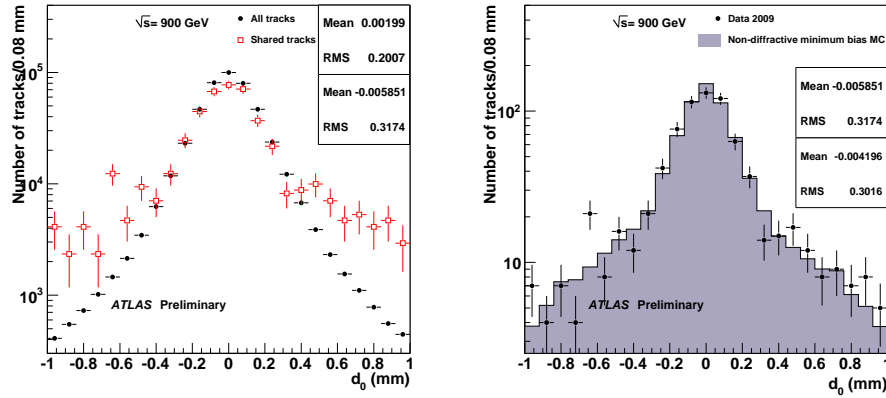 √s= 900 GeV
All tracks
Shared tracks
Mean 0.00199
RMS 0.2007
Mean -0.005851
RMS 0.3174
Number of tracks/0.08 mm
10^5
10^4
10^3
ATLAS Preliminary
-1 -0.8 -0.6 -0.4 -0.2 0 0.2 0.4 0.6 0.8 1
d_0 (mm)
√s= 900 GeV
Data 2009
Non-diffractive minimum bias MC
Mean -0.005851
RMS 0.3174
Mean -0.004196
RMS 0.3016
Number of tracks/0.08 mm
10^2
10
ATLAS Preliminary
-1 -0.8 -0.6 -0.4 -0.2 0 0.2 0.4 0.6 0.8 1
d_0 (mm)